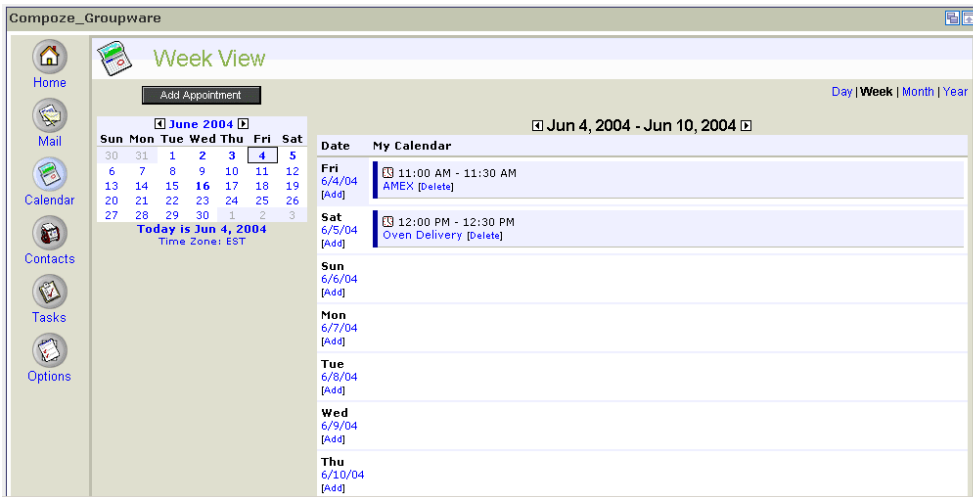 Compoze_Groupware
Home
Mail
Calendar
Contacts
Tasks
Options
Week View
Add Appointment
Day | Week | Month | Year
June 2004
Sun Mon Tue Wed Thu Fri Sat
30 31 1 2 3 4 5
6 7 8 9 10 11 12
13 14 15 16 17 18 19
20 21 22 23 24 25 26
27 28 29 30 1 2 3
Today is Jun 4, 2004
Time Zone: EST
Jun 4, 2004 - Jun 10, 2004
Date My Calendar
Fri
6/4/04
[Add]
11:00 AM - 11:30 AM
AMEX [Delete]
Sat
6/5/04
[Add]
12:00 PM - 12:30 PM
Oven Delivery [Delete]
Sun
6/6/04
[Add]
Mon
6/7/04
[Add]
Tue
6/8/04
[Add]
Wed
6/9/04
[Add]
Thu
6/10/04
[Add]